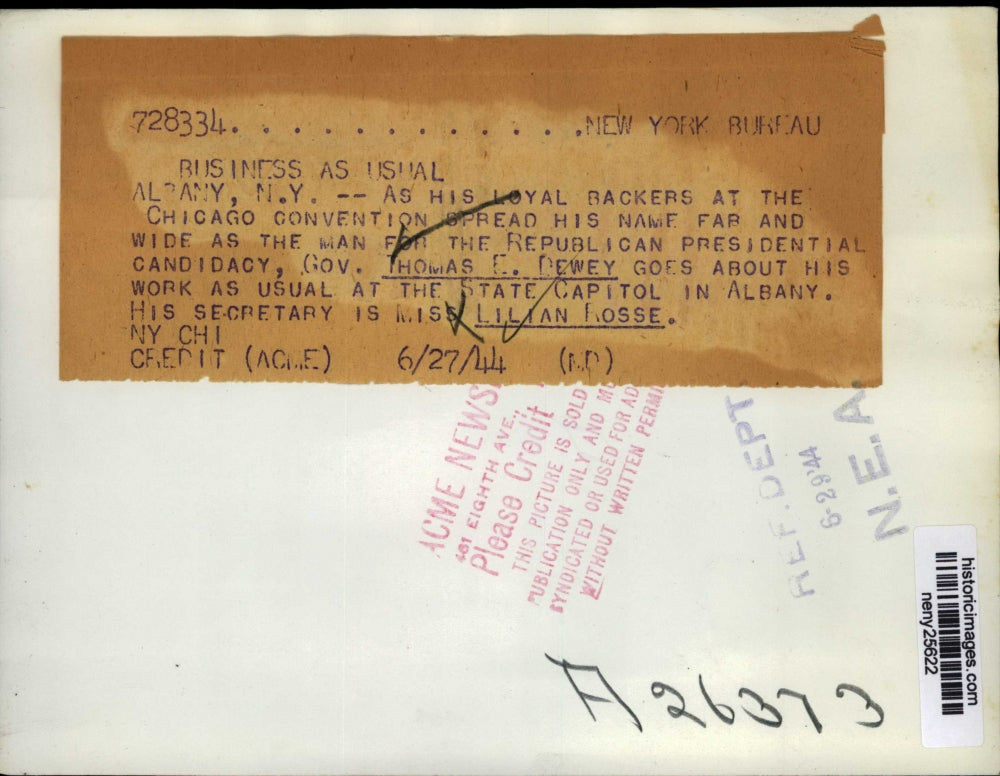 728334. . . . . . . . . . . . .NEW YORK BUREAU
BUSINESS AS USUAL
ALBANY, N.Y. -- AS HIS LOYAL BACKERS AT THE
CHICAGO CONVENTION SPREAD HIS NAME FAR AND
WIDE AS THE MAN FOR THE REPUBLICAN PRESIDENTIAL
CANDIDACY, GOV. THOMAS E. DEWEY GOES ABOUT HIS
WORK AS USUAL AT THE STATE CAPITOL IN ALBANY.
HIS SECRETARY IS MISS LILIAN ROSSE.
NY CHI
CREDIT (ACME) 6/27/44 (MD)
ACME NEWS
461 EIGHTH AVE.,
Please Credit
THIS PICTURE IS SOLD
PUBLICATION ONLY AND
SYNDICATED OR USED FOR AD
WITHOUT WRITTEN PERMI
REF. DEPT
6-29 44
N.E.A.
historicimages.com
neny25622
A 26373